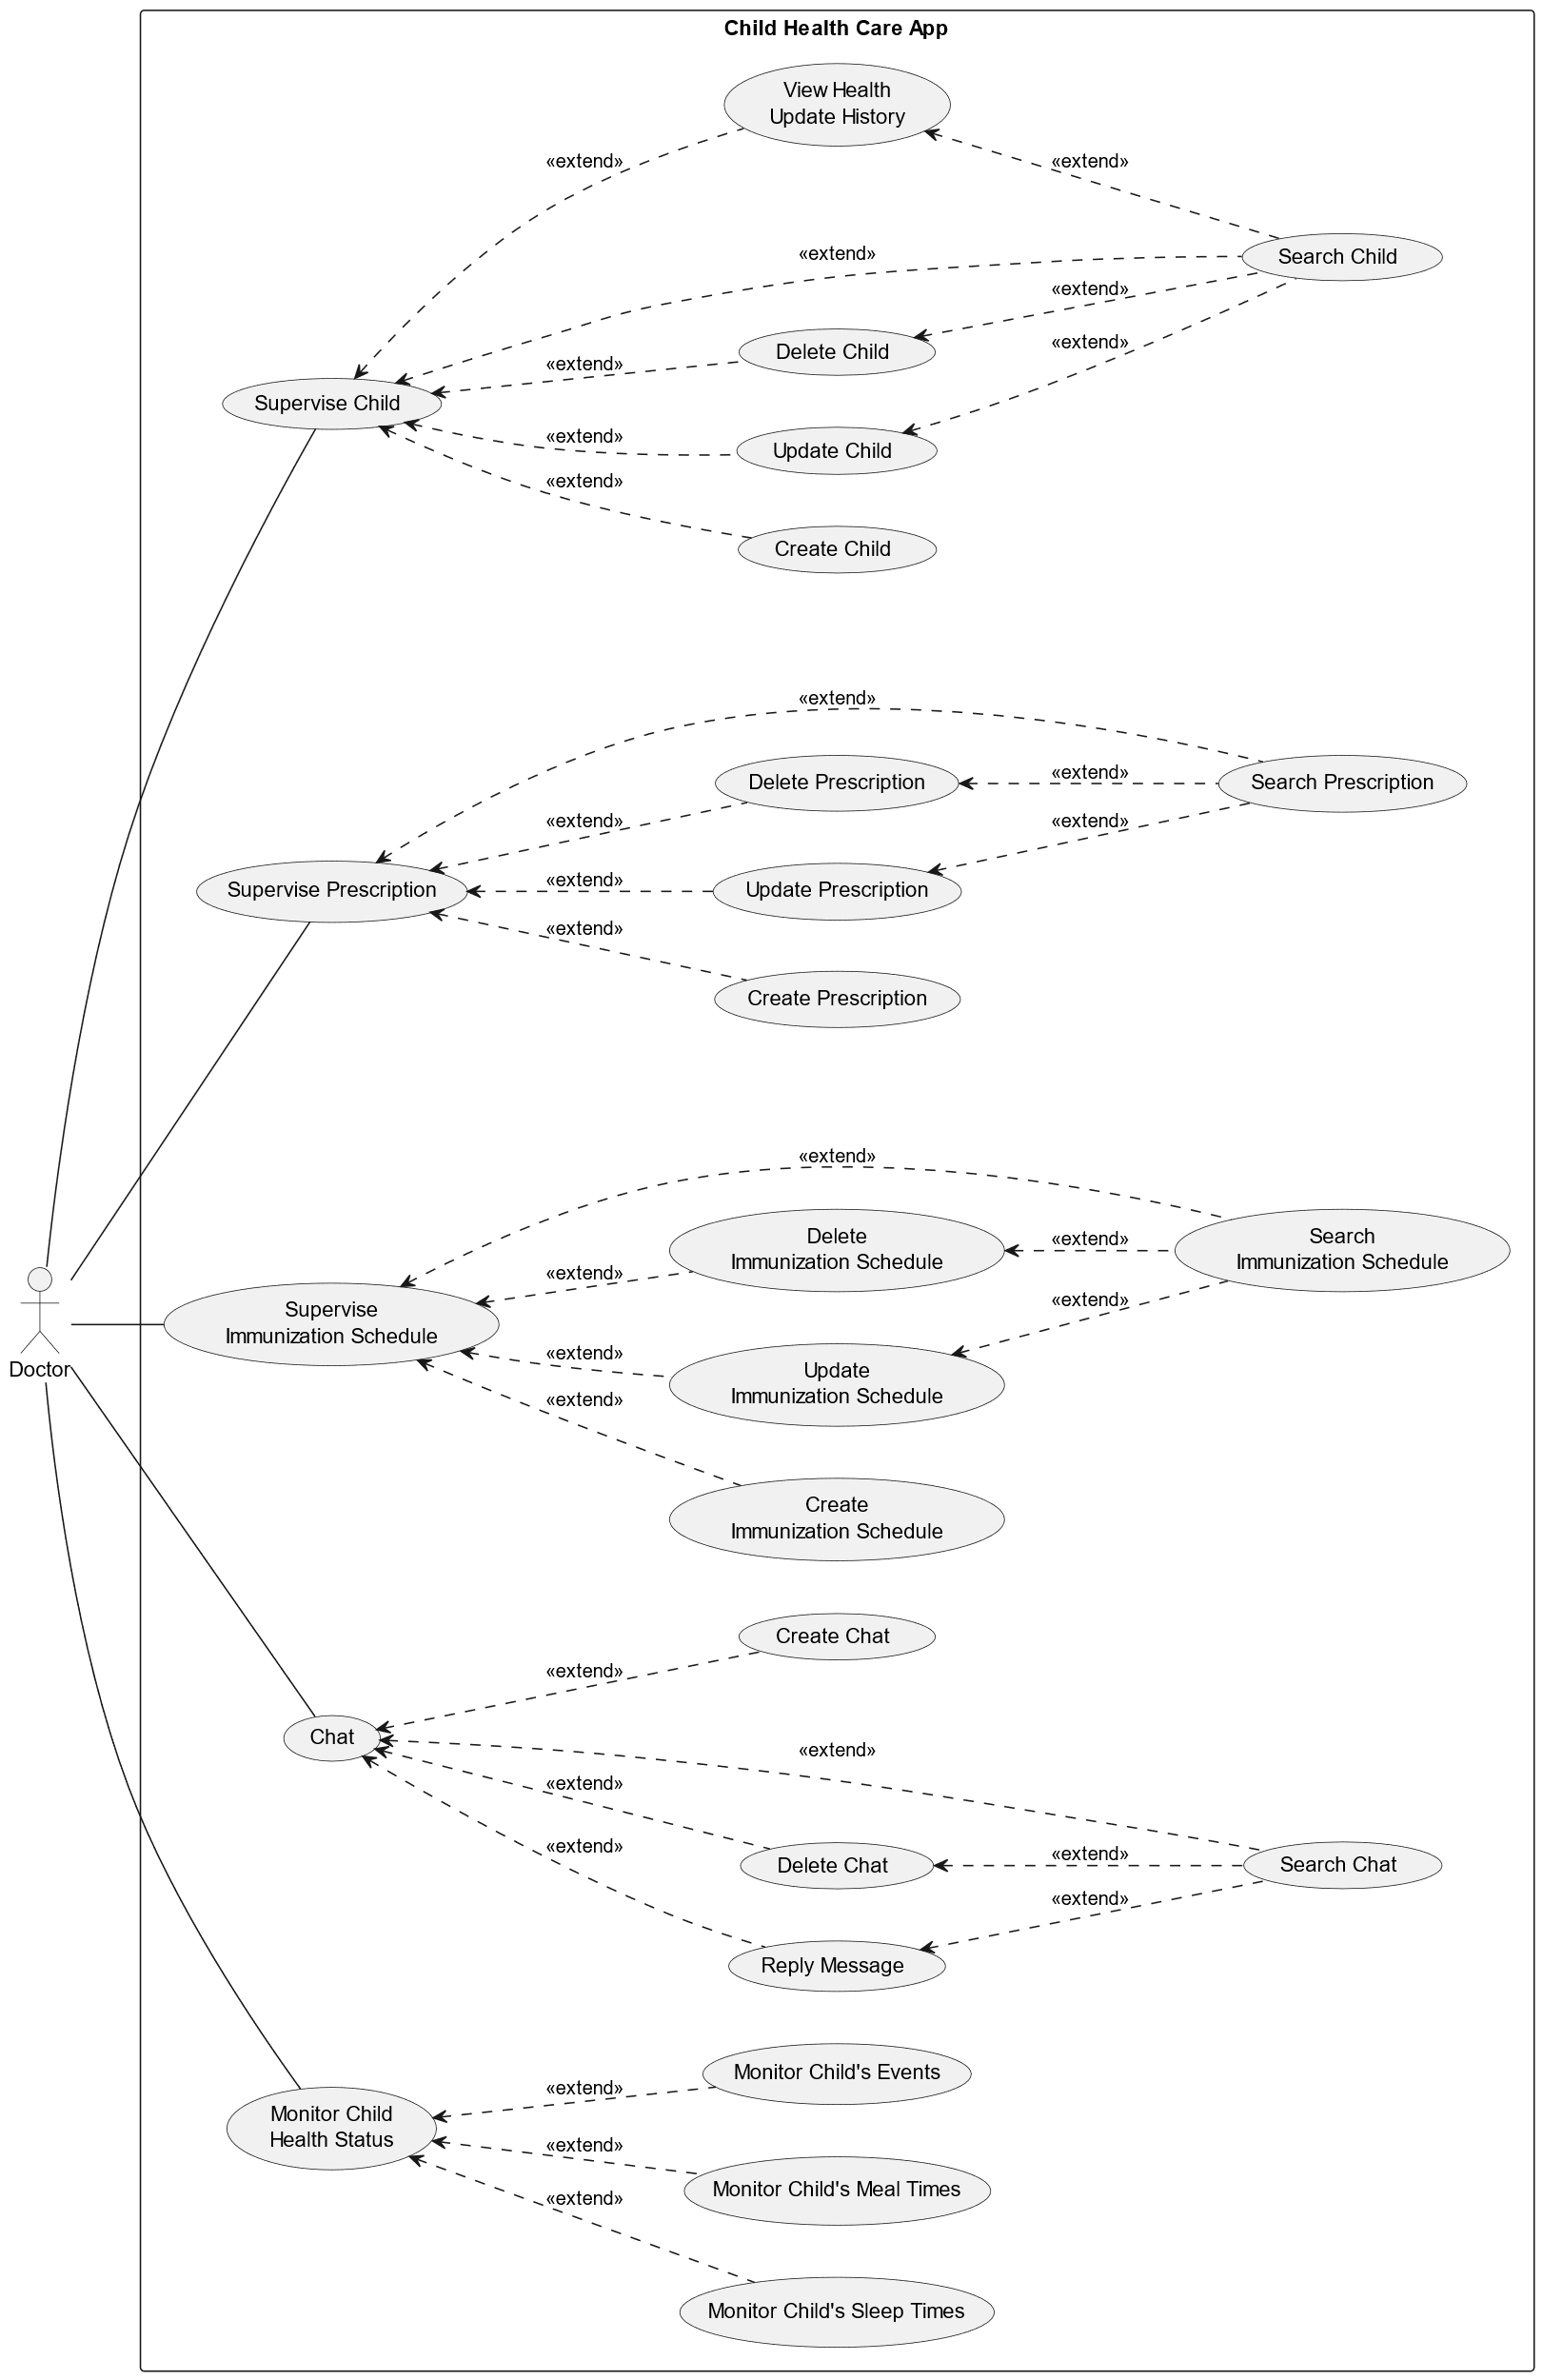 Child Health Care App
View Health
Update History
«extend»
«extend»
Search Child
«extend»
«extend»
Delete Child
«extend»
«extend»
Supervise Child
«extend»
Update Child
«extend»
Create Child
«extend»
Delete Prescription
«extend»
Search Prescription
«extend»
«extend»
Supervise Prescription
«extend»
Update Prescription
«extend»
Create Prescription
«extend»
Delete
Immunization Schedule
«extend»
Search
Immunization Schedule
«extend»
«extend»
Supervise
Immunization Schedule
«extend»
Update
Immunization Schedule
«extend»
Doctor
Create
Immunization Schedule
Create Chat
«extend»
Chat
«extend»
«extend»
Delete Chat
«extend»
Search Chat
«extend»
«extend»
Reply Message
Monitor Child's Events
«extend»
Monitor Child
Health Status
«extend»
Monitor Child's Meal Times
«extend»
Monitor Child's Sleep Times